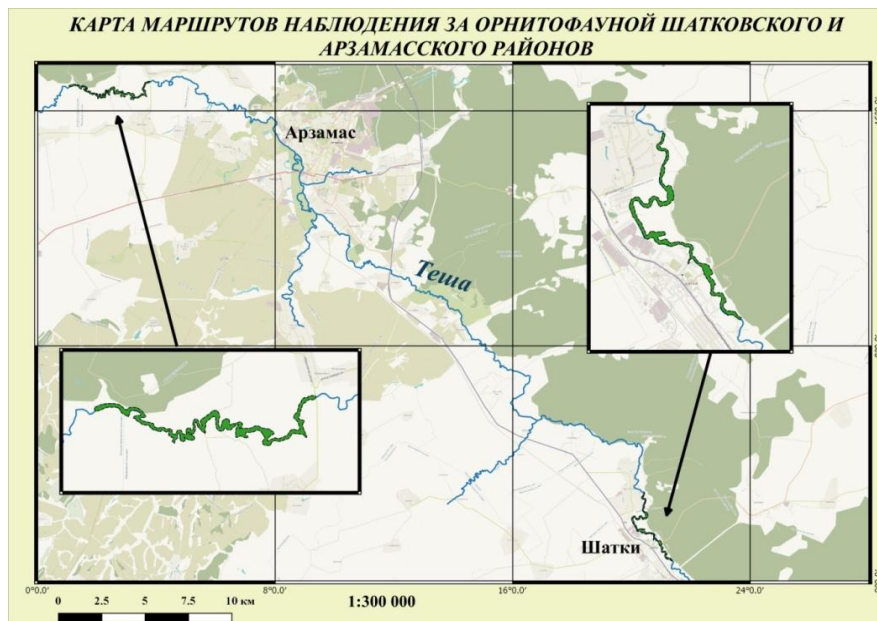 КАРТА МАРШРУТОВ НАБЛЮДЕНИЯ ЗА ОРНИТОФАУНОЙ ШАТКОВСКОГО И
АРЗАМАССКОГО РАЙОНОВ
Арзамас
Теша
Шатки
0°0.0'
8°0.0'
16°0.0'
24°0.0'
0 2.5 5 7.5 10 км
1:300 000